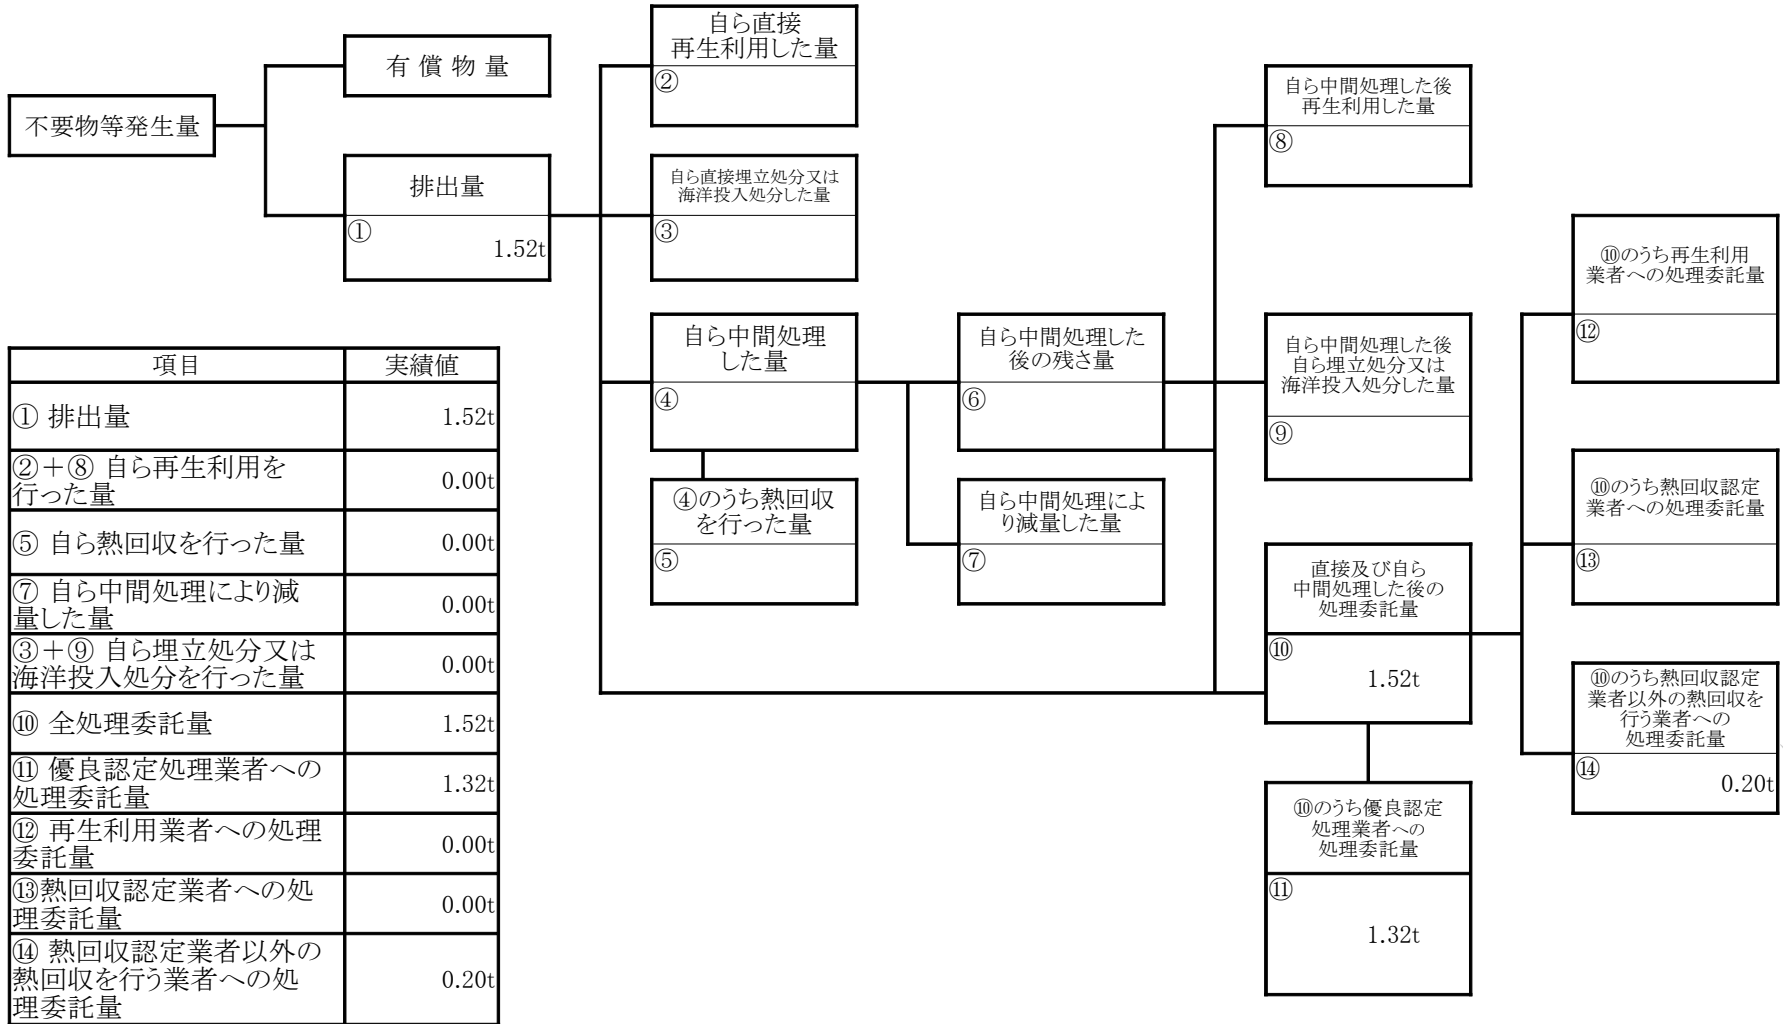 不要物等発生量
有 償 物 量
排出量
①
1.52t
自ら直接
再生利用した量
②
自ら直接埋立処分又は
海洋投入処分した量
③
自ら中間処理
した量
④
④のうち熱回収
を行った量
⑤
自ら中間処理した
後の残さ量
⑥
自ら中間処理によ
り減量した量
⑦
自ら中間処理した後
再生利用した量
⑧
自ら中間処理した後
自ら埋立処分又は
海洋投入処分した量
⑨
直接及び自ら
中間処理した後の
処理委託量
⑩
1.52t
⑩のうち優良認定
処理業者への
処理委託量
⑪
1.32t
⑩のうち再生利用
業者への処理委託量
⑫
⑩のうち熱回収認定
業者への処理委託量
⑬
⑩のうち熱回収認定
業者以外の熱回収を
行う業者への
処理委託量
⑭
0.20t
項目 実績値
① 排出量 1.52t
②＋⑧ 自ら再生利用を
行った量 0.00t
⑤ 自ら熱回収を行った量 0.00t
⑦ 自ら中間処理により減
量した量 0.00t
③＋⑨ 自ら埋立処分又は
海洋投入処分を行った量 0.00t
⑩ 全処理委託量 1.52t
⑪ 優良認定処理業者への
処理委託量 1.32t
⑫ 再生利用業者への処理
委託量 0.00t
⑬熱回収認定業者への処
理委託量 0.00t
⑭ 熱回収認定業者以外の
熱回収を行う業者への処
理委託量 0.20t